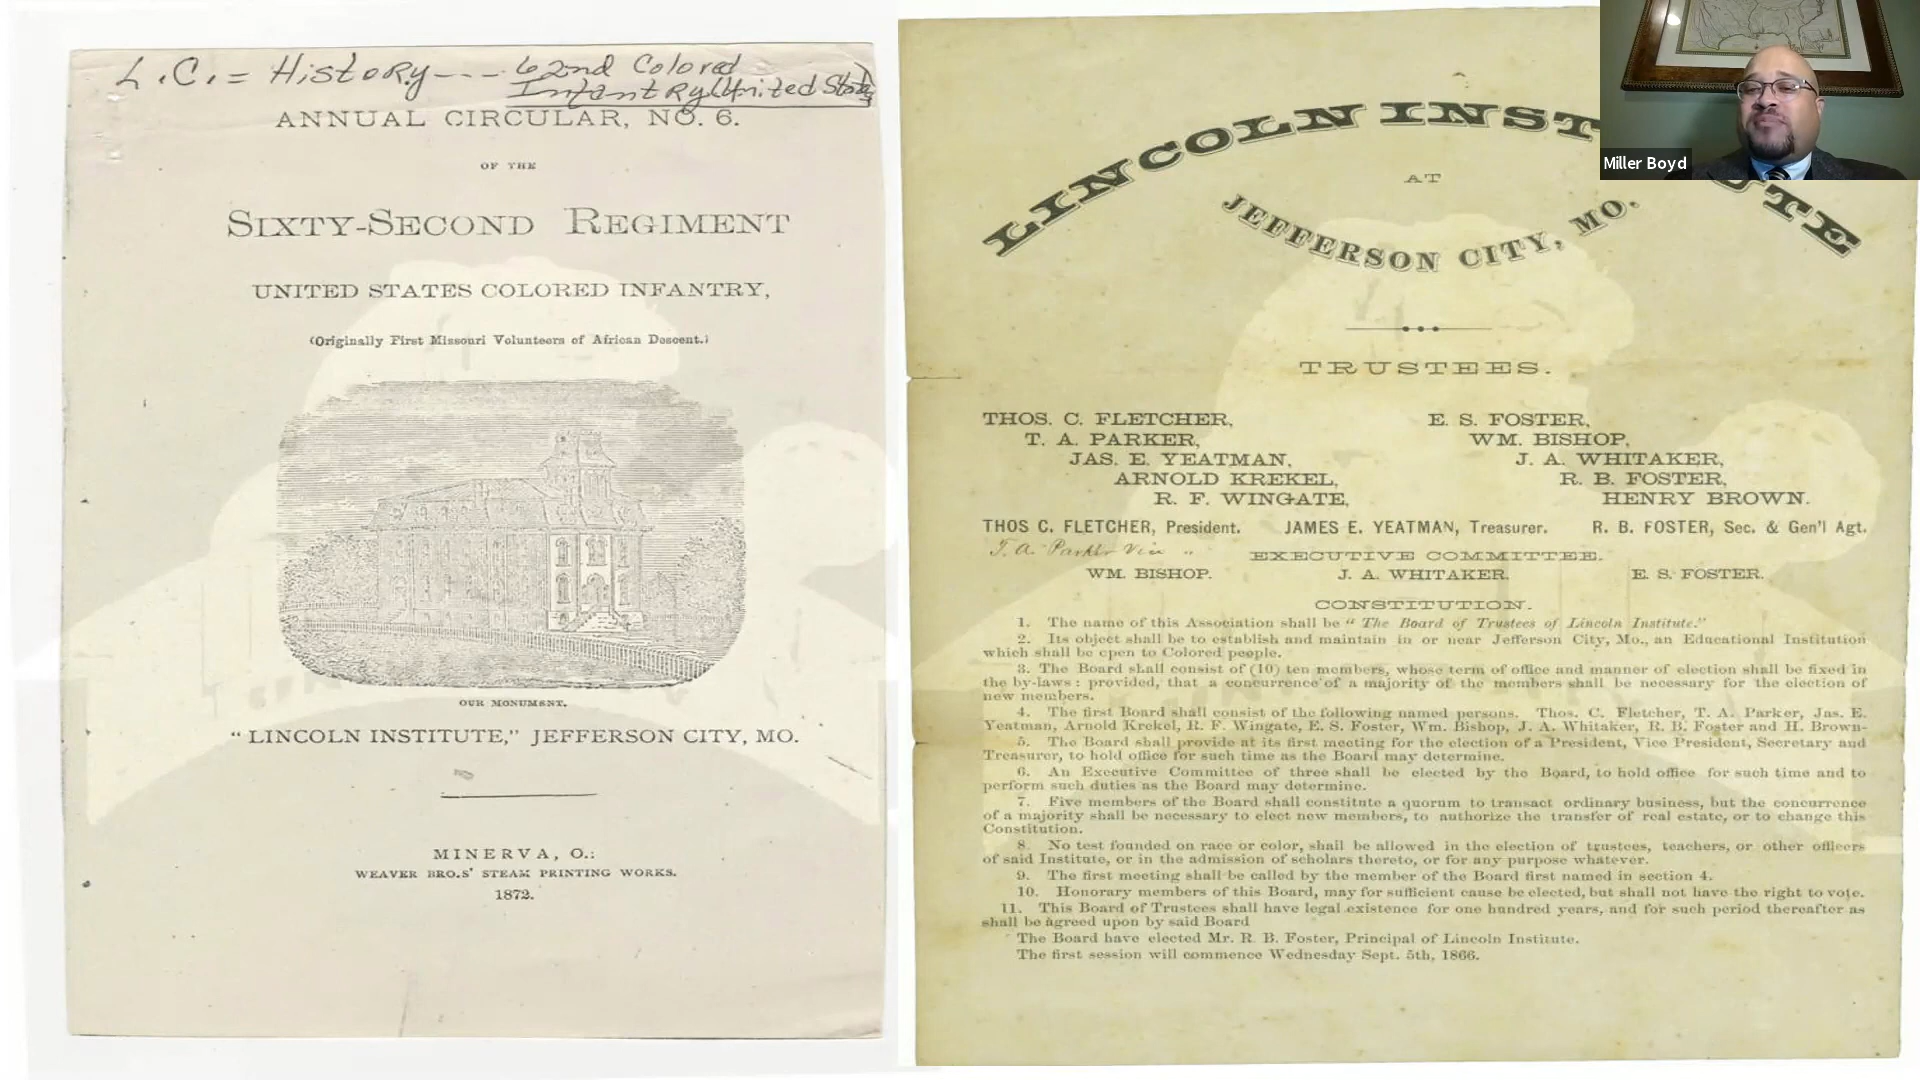 L.C. = History --- 62nd Colored
Infantry (United States)
ANNUAL CIRCULAR, NO. 6.
OF THE
SIXTY-SECOND REGIMENT
UNITED STATES COLORED INFANTRY,
(Originally First Missouri Volunteers of African Descent.)
OUR MONUMENT.
“LINCOLN INSTITUTE,” JEFFERSON CITY, MO.
MINERVA, O.:
WEAVER BRO.S' STEAM PRINTING WORKS.
1872.
LINCOLN INST UTE
AT
JEFFERSON CITY, MO.
TRUSTEES.
THOS. C. FLETCHER,
T. A. PARKER,
JAS. E. YEATMAN,
ARNOLD KREKEL,
R. F. WINGATE,
E. S. FOSTER,
WM. BISHOP,
J. A. WHITAKER,
R. B. FOSTER,
HENRY BROWN.
THOS C. FLETCHER, President. JAMES E. YEATMAN, Treasurer. R. B. FOSTER, Sec. & Gen'l Agt.
T. A. Parker Vice "
EXECUTIVE COMMITTEE.
WM. BISHOP. J. A. WHITAKER. E. S. FOSTER.
CONSTITUTION.
1. The name of this Association shall be “The Board of Trustees of Lincoln Institute.”
2. Its object shall be to establish and maintain in or near Jefferson City, Mo., an Educational Institution
which shall be open to Colored people.
3. The Board shall consist of (10) ten members, whose term of office and manner of election shall be fixed in
the by-laws : provided, that a concurrence of a majority of the members shall be necessary for the election of
new members.
4. The first Board shall consist of the following named persons. Thos. C. Fletcher, T. A. Parker, Jas. E.
Yeatman, Arnold Krekel, R. F. Wingate, E. S. Foster, Wm. Bishop, J. A. Whitaker, R. B. Foster and H. Brown-
5. The Board shall provide at its first meeting for the election of a President, Vice President, Secretary and
Treasurer, to hold office for such time as the Board may determine.
6. An Executive Committee of three shall be elected by the Board, to hold office for such time and to
perform such duties as the Board may determine.
7. Five members of the Board shall constitute a quorum to transact ordinary business, but the concurrence
of a majority shall be necessary to elect new members, to authorize the transfer of real estate, or to change this
Constitution.
8. No test founded on race or color, shall be allowed in the election of trustees, teachers, or other officers
of said Institute, or in the admission of scholars thereto, or for any purpose whatever.
9. The first meeting shall be called by the member of the Board first named in section 4.
10. Honorary members of this Board, may for sufficient cause be elected, but shall not have the right to vote.
11. This Board of Trustees shall have legal existence for one hundred years, and for such period thereafter as
shall be agreed upon by said Board
The Board have elected Mr. R. B. Foster, Principal of Lincoln Institute.
The first session will commence Wednesday Sept. 5th, 1866.
Miller Boyd